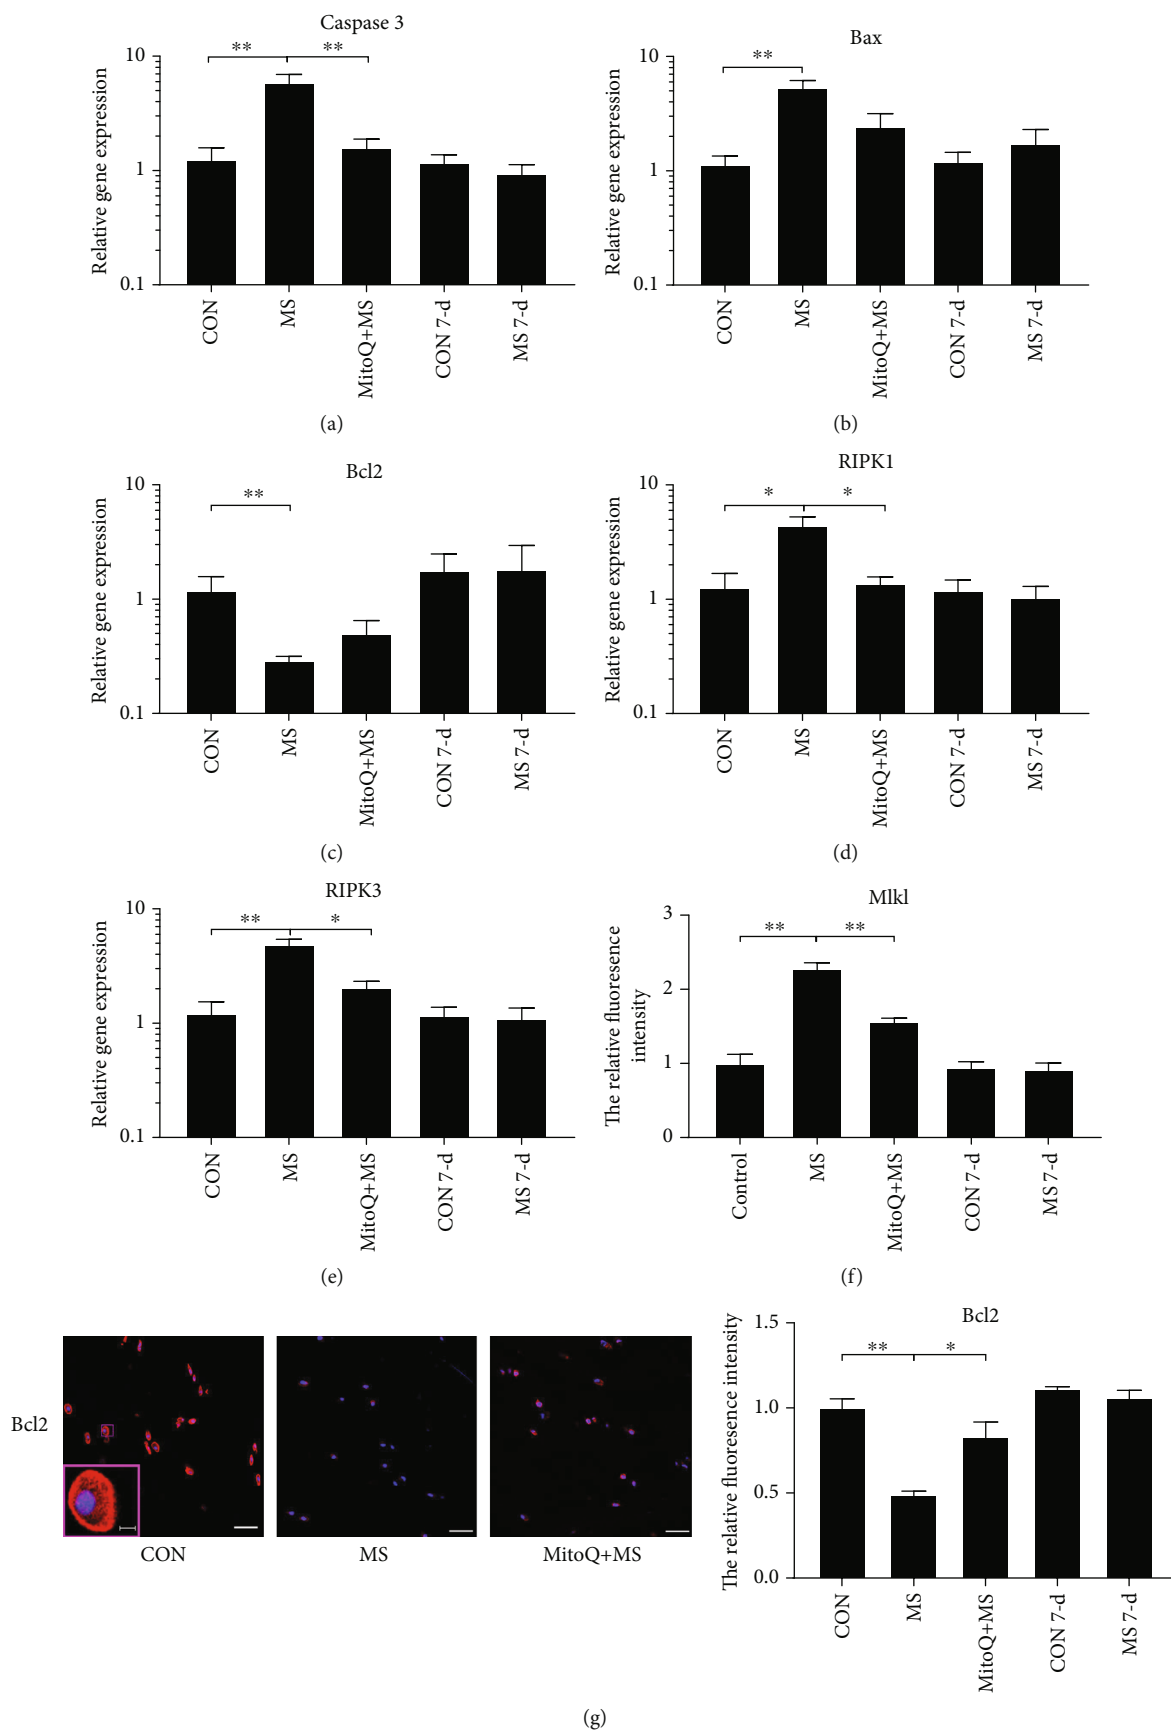 Caspase 3
** **
Relative gene expression
10
1
0.1
CON
MS
MitoQ+MS
CON 7-d
MS 7-d
(a)
Bax
**
Relative gene expression
10
1
0.1
CON
MS
MitoQ+MS
CON 7-d
MS 7-d
(b)
Bcl2
**
Relative gene expression
10
1
0.1
CON
MS
MitoQ+MS
CON 7-d
MS 7-d
(c)
RIPK1
* *
Relative gene expression
10
1
0.1
CON
MS
MitoQ+MS
CON 7-d
MS 7-d
(d)
RIPK3
** *
Relative gene expression
10
1
0.1
CON
MS
MitoQ+MS
CON 7-d
MS 7-d
(e)
Mlkl
** **
The relative fluoresence
intensity
3
2
1
0
Control
MS
MitoQ+MS
CON 7-d
MS 7-d
(f)
Bcl2
CON
MS
MitoQ+MS
Bcl2
** *
The relative fluoresence intensity
1.5
1.0
0.5
0.0
CON
MS
MitoQ+MS
CON 7-d
MS 7-d
(g)